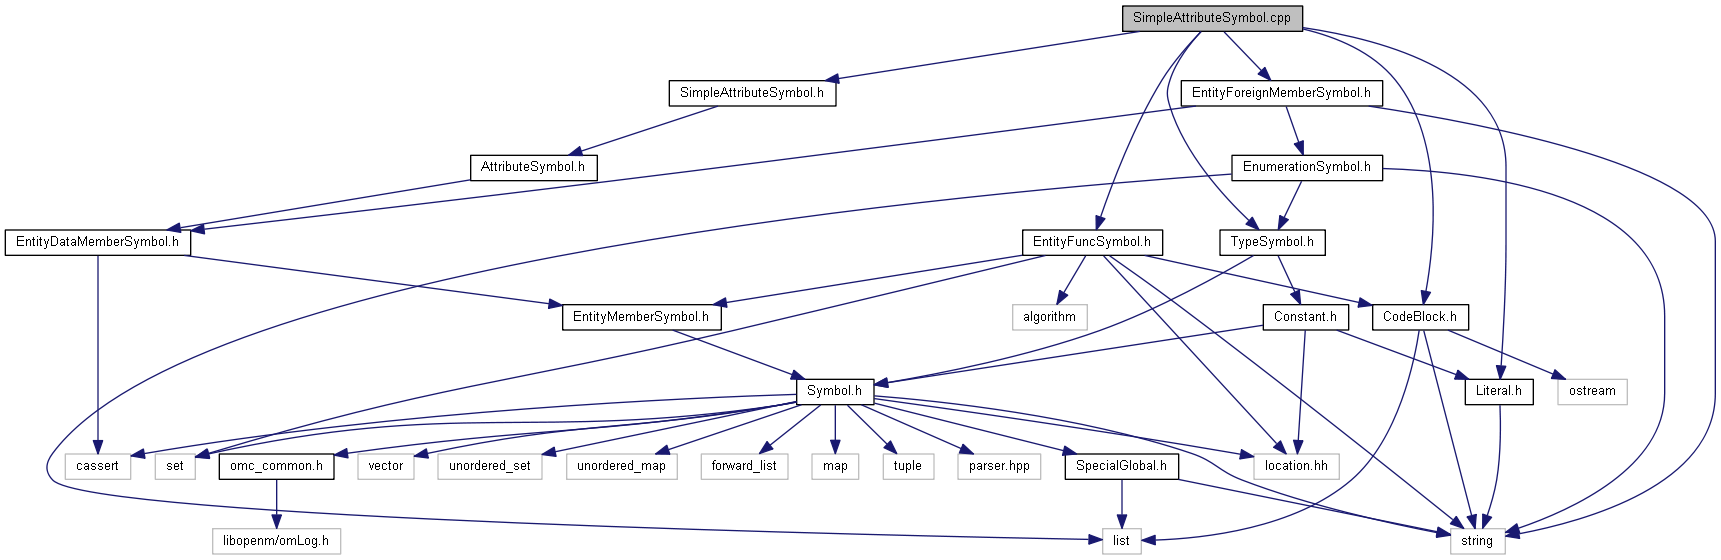 SimpleAttributeSymbol.cpp
SimpleAttributeSymbol.h
EntityForeignMemberSymbol.h
AttributeSymbol.h
EnumerationSymbol.h
EntityDataMemberSymbol.h
EntityFuncSymbol.h
TypeSymbol.h
EntityMemberSymbol.h
algorithm
Constant.h
CodeBlock.h
Symbol.h
Literal.h
ostream
cassert
set
omc_common.h
vector
unordered_set
unordered_map
forward_list
map
tuple
parser.hpp
SpecialGlobal.h
location.hh
libopenm/omLog.h
list
string